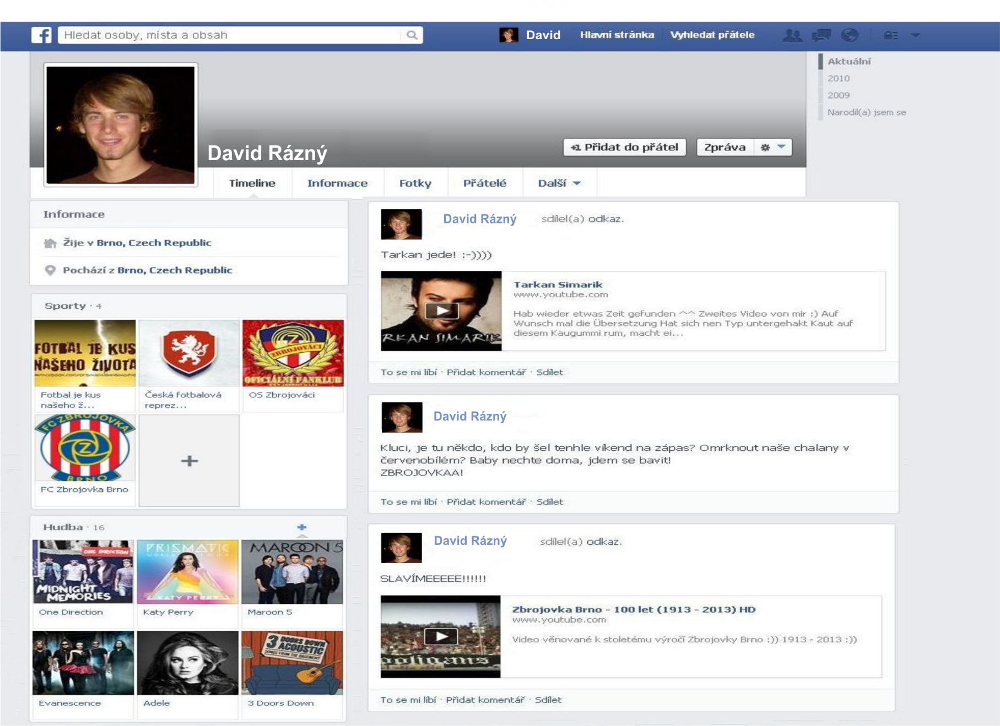 Hledat osoby, místa a obsah
David
Hlavní stránka
Vyhledat přátele
Aktuální
2010
2009
Narodil(a) jsem se
David Rázný
+1 Přidat do přátel
Zpráva
Timeline
Informace
Fotky
Přátelé
Další
Informace
Žije v Brno, Czech Republic
Pochází z Brno, Czech Republic
Sporty · 4
FOTBAL JE KUS
NAŠEHO ŽIVOTA
ZBROJOVÁCI
OFICIÁLNÍ FANKLUB
Fotbal je kus
našeho ž...
Česká fotbalová
reprez...
OS Zbrojováci
FC ZBROJOVKA
BRNO
FC Zbrojovka Brno
Hudba · 16
ONE DIRECTION
MIDNIGHT
MEMORIES
PRISMATIC
KATY PERRY
MAROON 5
One Direction
Katy Perry
Maroon 5
3 DOORS DOWN
ACOUSTIC
SONGS FROM THE BASEMENT
Evanescence
Adele
3 Doors Down
David Rázný sdílel(a) odkaz.
Tarkan jede! :-))))
RKAN SIMARIK
Tarkan Simarik
www.youtube.com
Hab wieder etwas Zeit gefunden ^^ Zweites Video von mir :) Auf
Wunsch mal die Übersetzung Hat sich nen Typ untergehakt Kaut auf
diesem Kaugummi rum, macht ei...
To se mi líbí · Přidat komentář · Sdílet
David Rázný
Kluci, je tu někdo, kdo by šel tenhle víkend na zápas? Omrknout naše chalany v
červenobílém? Baby nechte doma, jdem se bavit!
ZBROJOVKAA!
To se mi líbí · Přidat komentář · Sdílet
David Rázný sdílel(a) odkaz.
SLAVÍMEEEEE!!!!!!
ooligans
Zbrojovka Brno - 100 let (1913 - 2013) HD
www.youtube.com
Video věnované k stoletému výročí Zbrojovky Brno :)) 1913 - 2013 :))
To se mi líbí · Přidat komentář · Sdílet